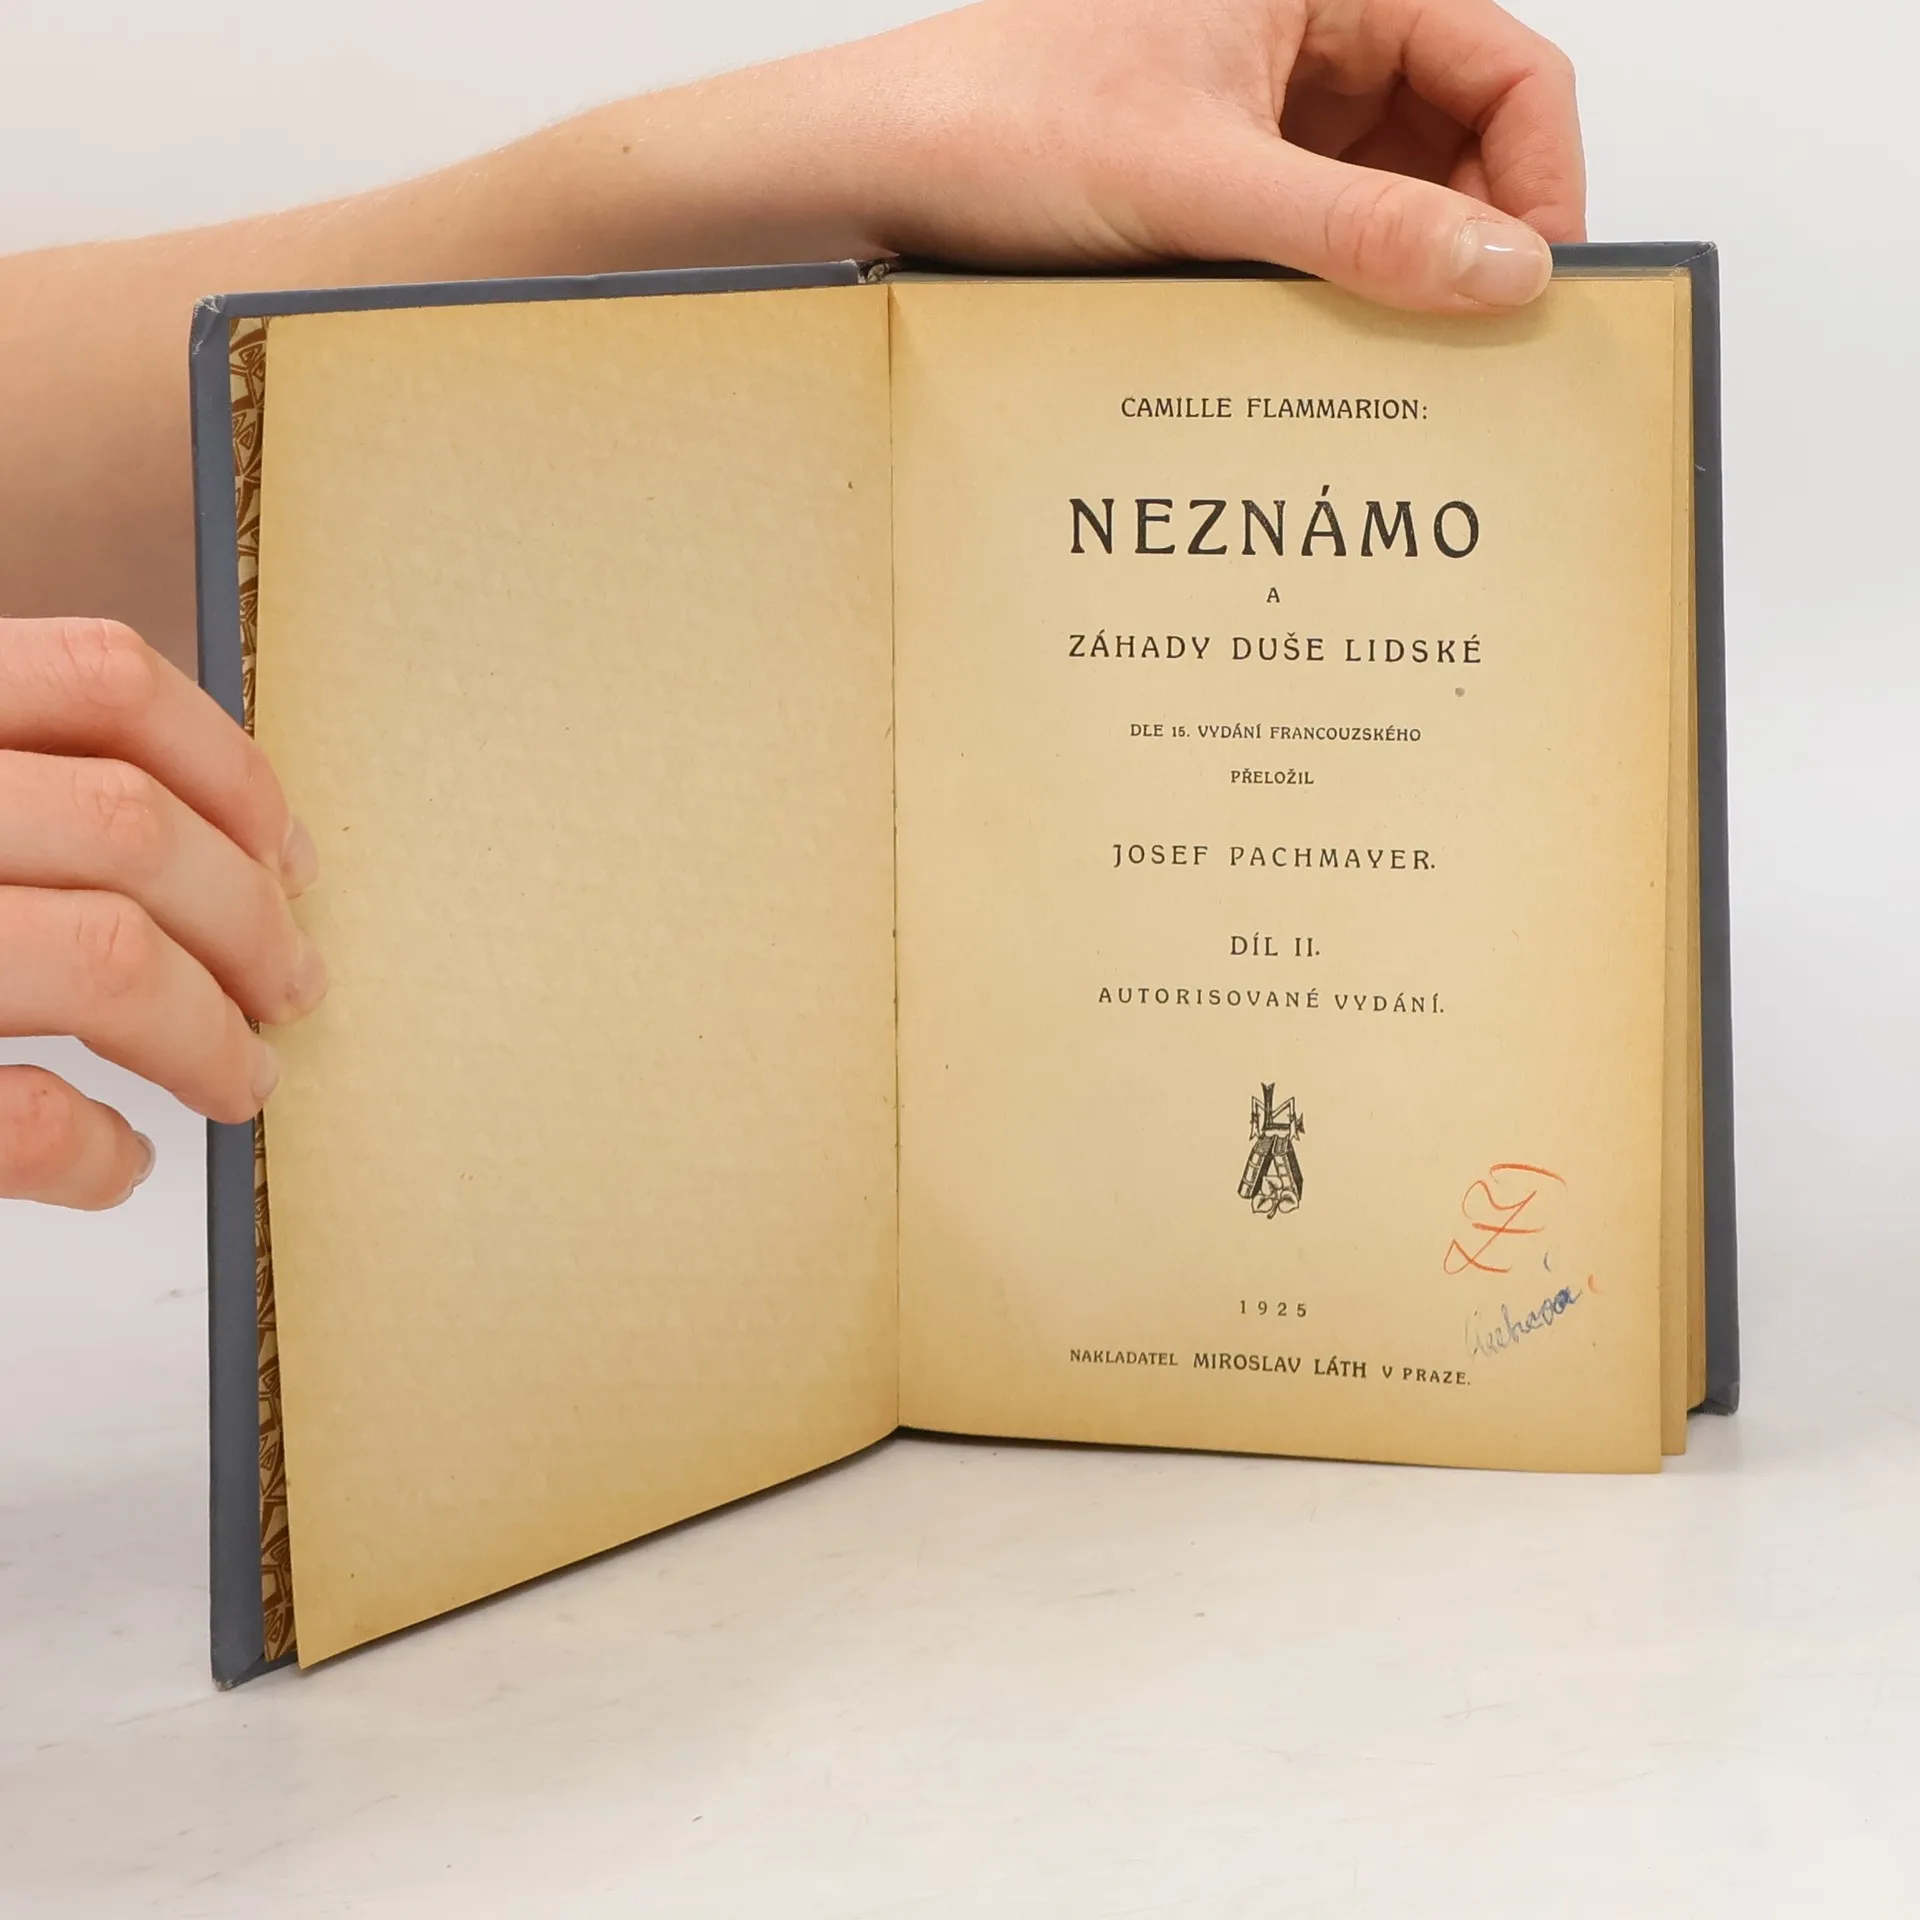 CAMILLE FLAMMARION:
NEZNÁMO
A
ZÁHADY DUŠE LIDSKÉ
DLE 15. VYDÁNÍ FRANCOUZSKÉHO
PŘELOŽIL
JOSEF PACHMAYER.
DÍL II.
AUTORISOVANÉ VYDÁNÍ.
1925
NAKLADATEL MIROSLAV LÁTH V PRAZE.